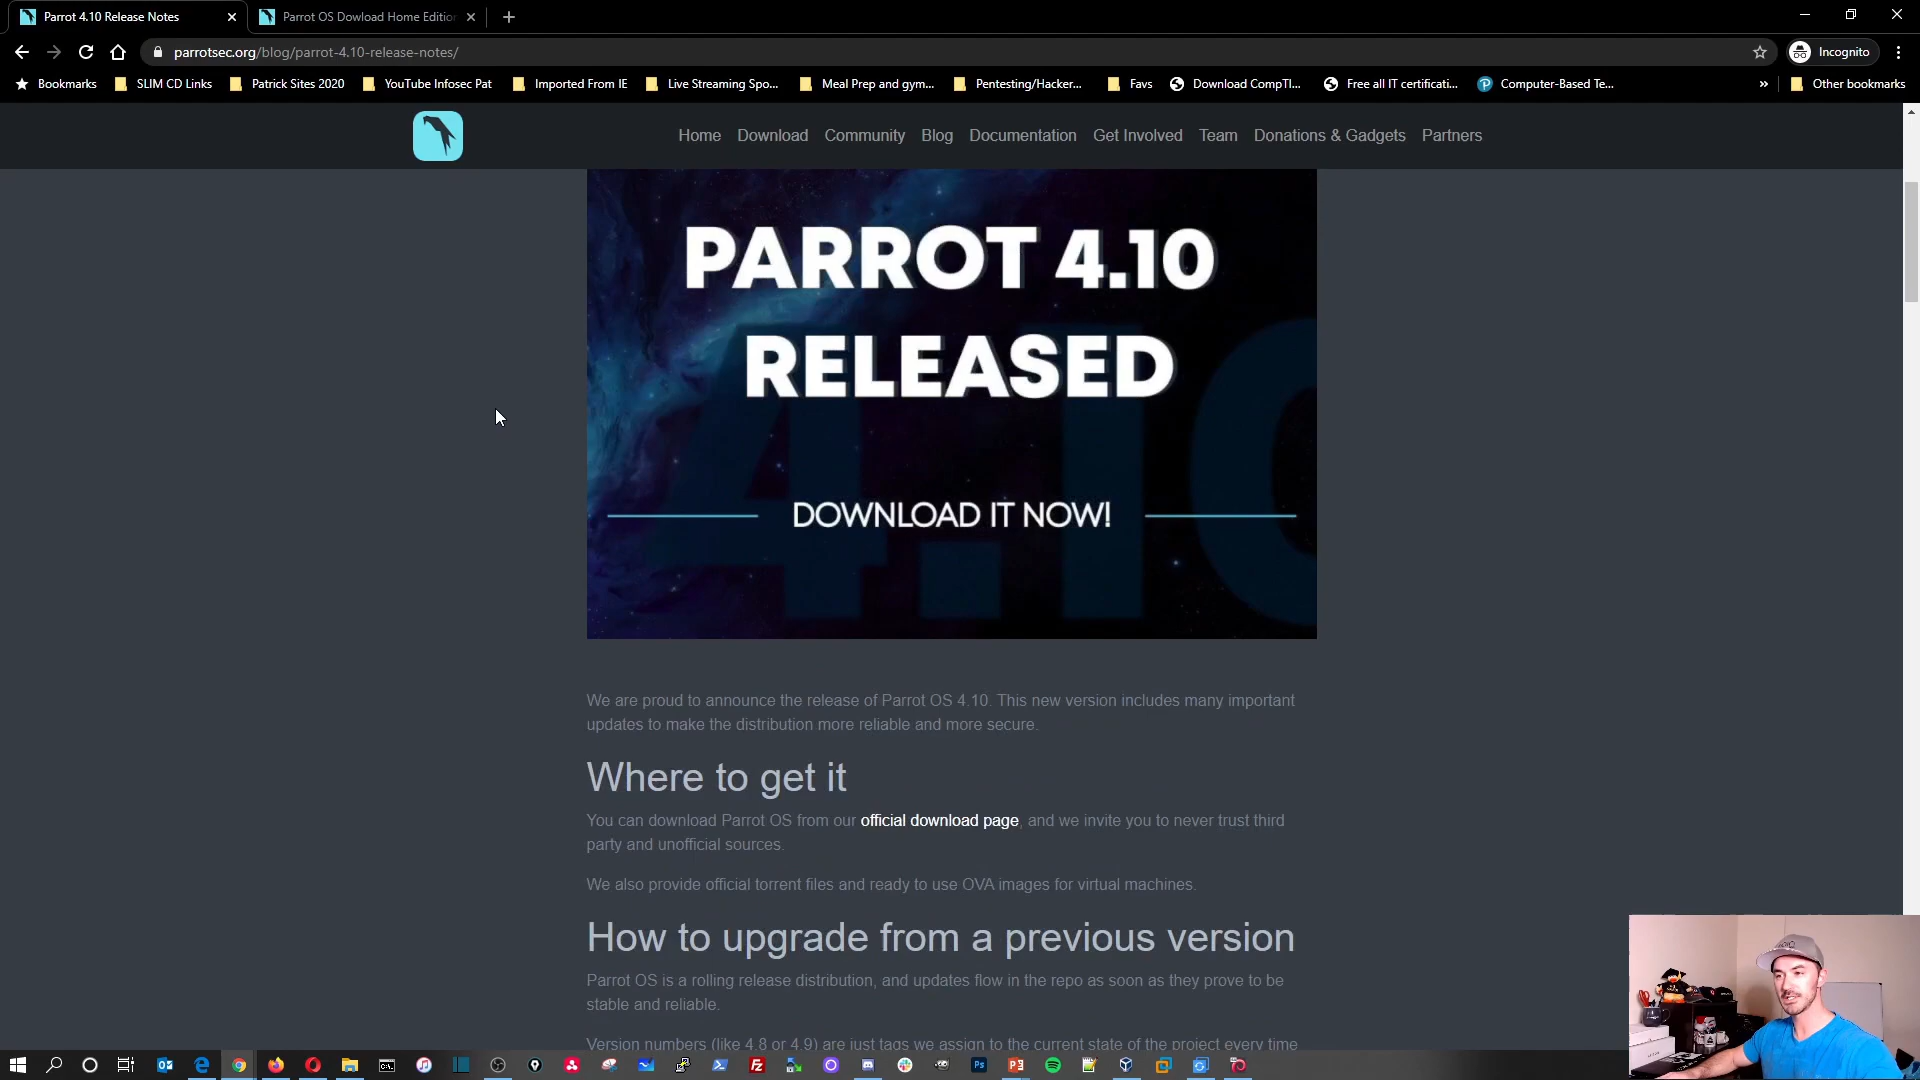 Parrot 4.10 Release Notes
Parrot OS Dowload Home Edition
parrotsec.org/blog/parrot-4.10-release-notes/
Incognito
Bookmarks
SLIM CD Links
Patrick Sites 2020
YouTube Infosec Pat
Imported From IE
Live Streaming Spo...
Meal Prep and gym...
Pentesting/Hacker...
Favs
Download CompTI...
Free all IT certificati...
Computer-Based Te...
»
Other bookmarks
Home
Download
Community
Blog
Documentation
Get Involved
Team
Donations & Gadgets
Partners
PARROT 4.10
RELEASED
DOWNLOAD IT NOW!
4.10
We are proud to announce the release of Parrot OS 4.10. This new version includes many important
updates to make the distribution more reliable and more secure.
Where to get it
You can download Parrot OS from our official download page, and we invite you to never trust third
party and unofficial sources.
We also provide official torrent files and ready to use OVA images for virtual machines.
How to upgrade from a previous version
Parrot OS is a rolling release distribution, and updates flow in the repo as soon as they prove to be
stable and reliable.
Version numbers (like 4.8 or 4.9) are just tags we assign to the current state of the project every time